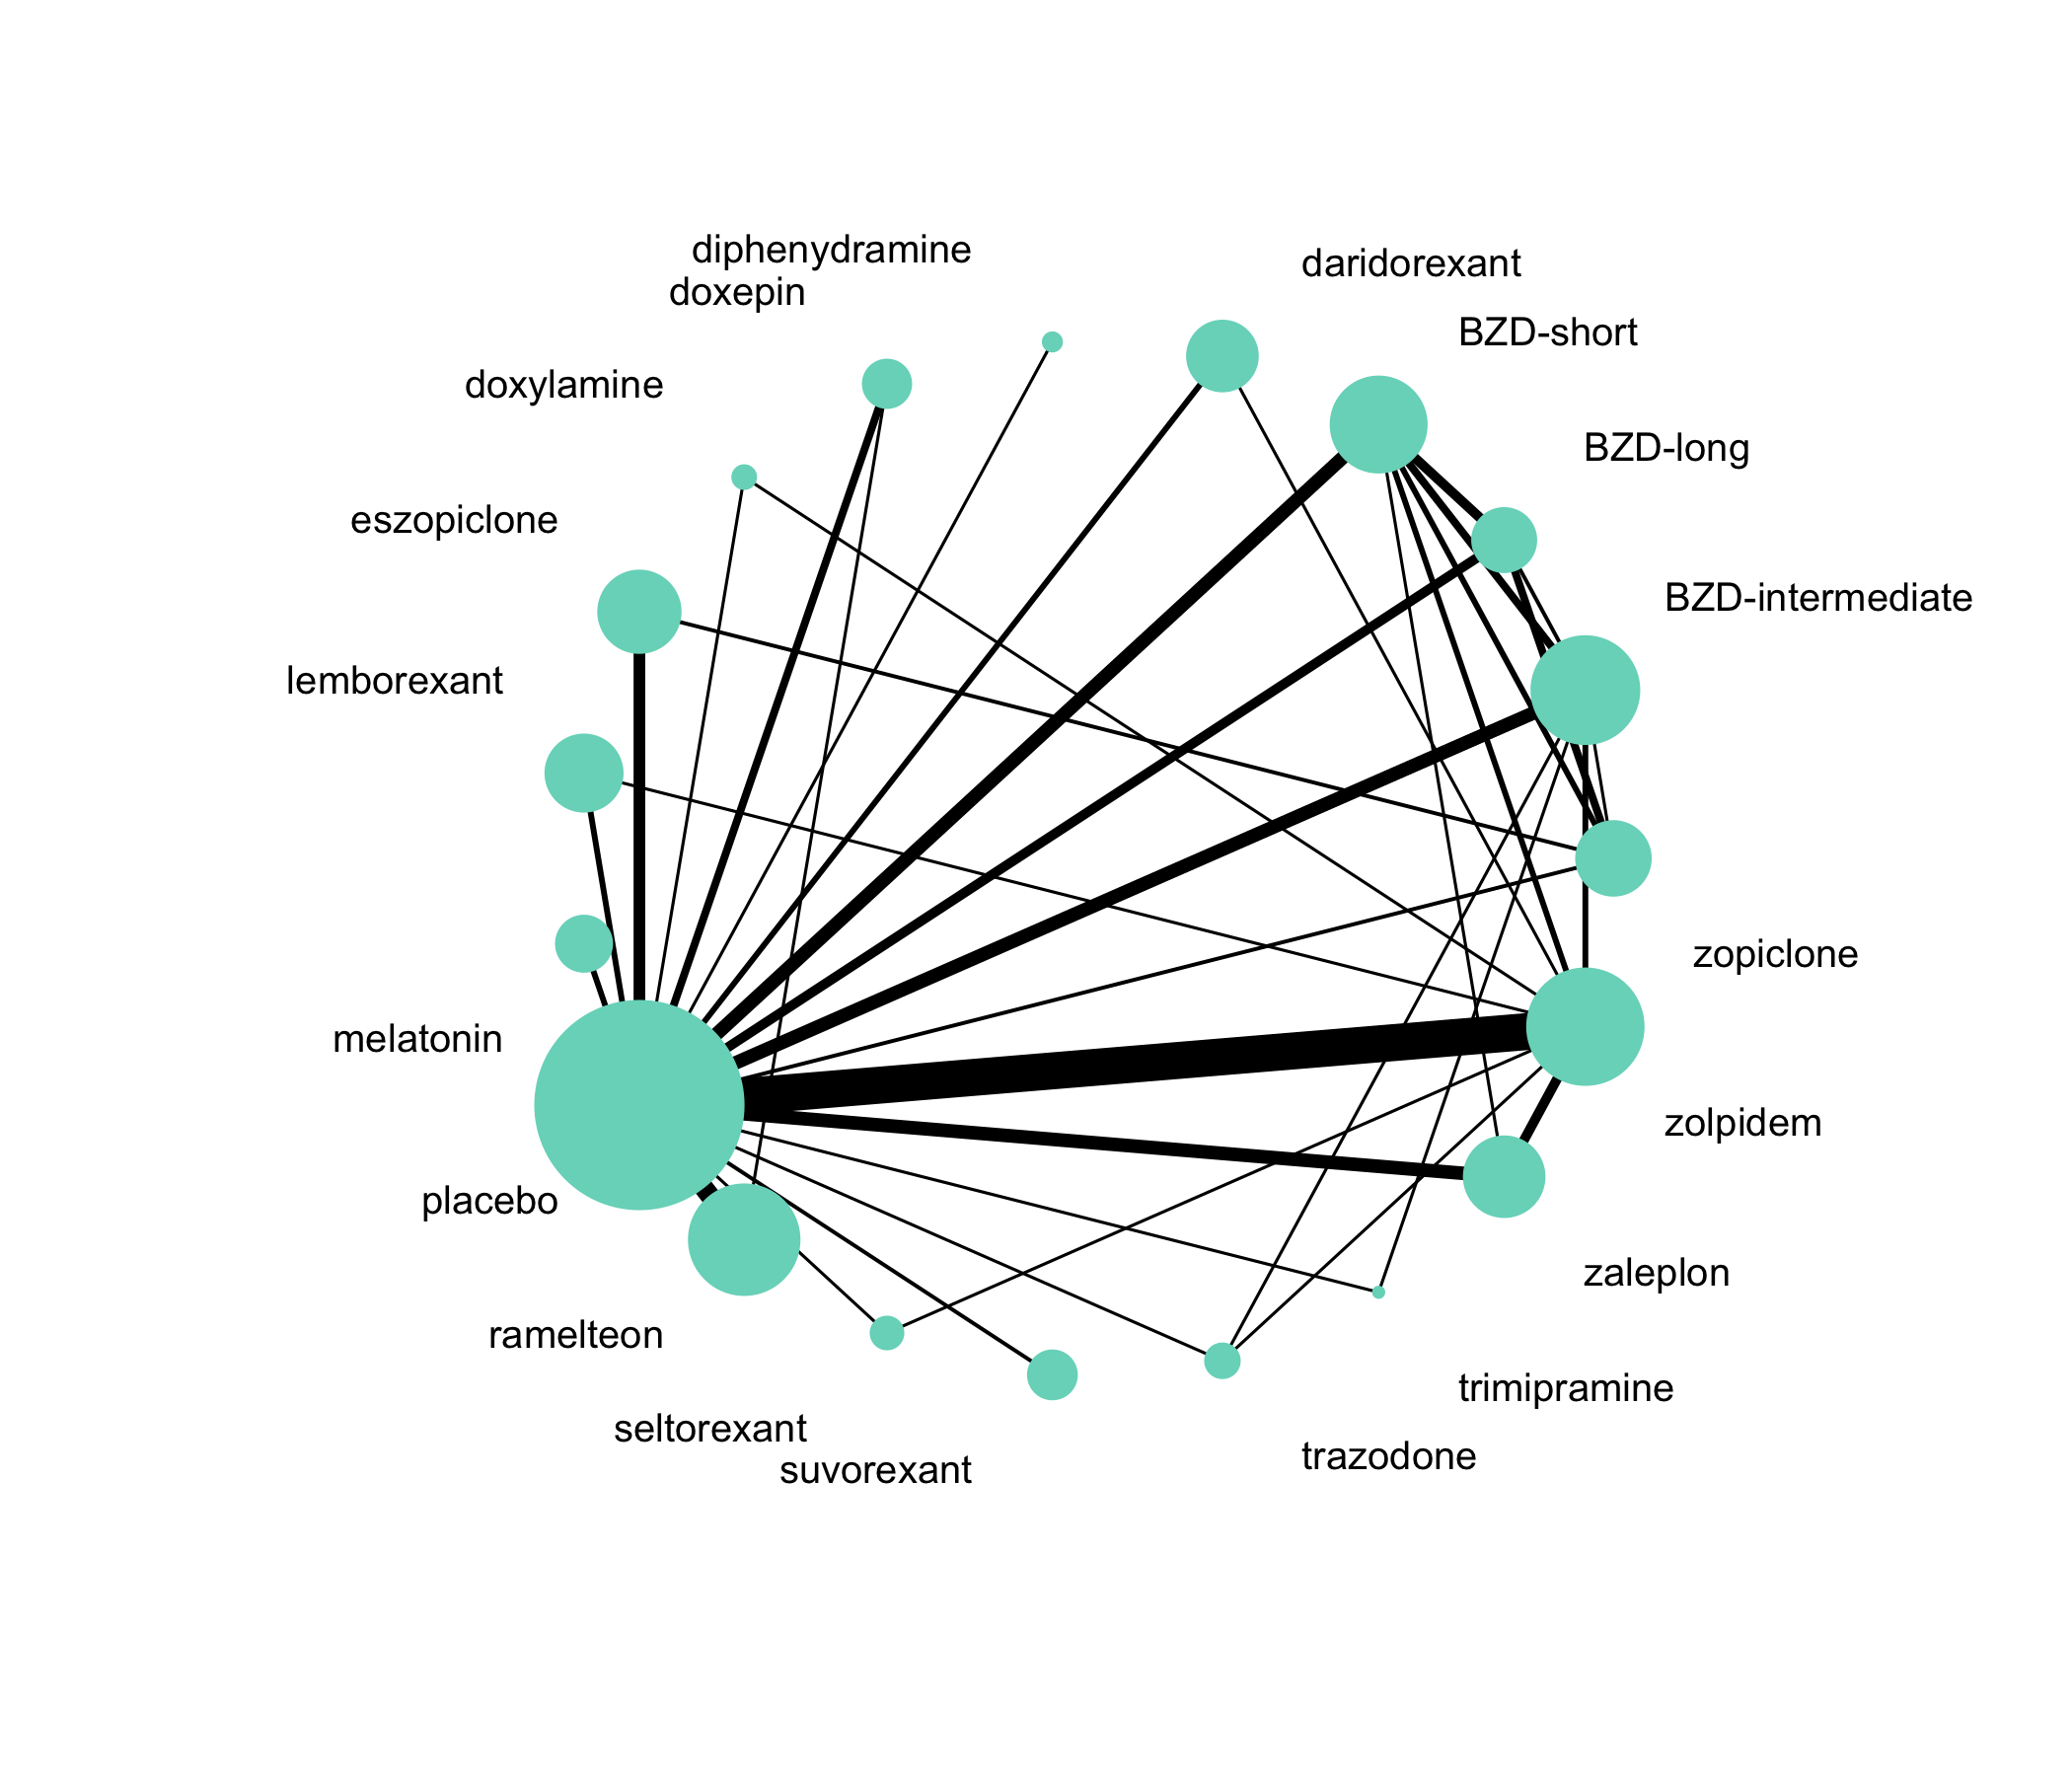 diphenydramine
daridorexant
doxepin
BZD-short
doxylamine
BZD-long
eszopiclone
BZD-intermediate
lemborexant
zopiclone
melatonin
zolpidem
placebo
zaleplon
ramelteon
trimipramine
seltorexant
trazodone
suvorexant